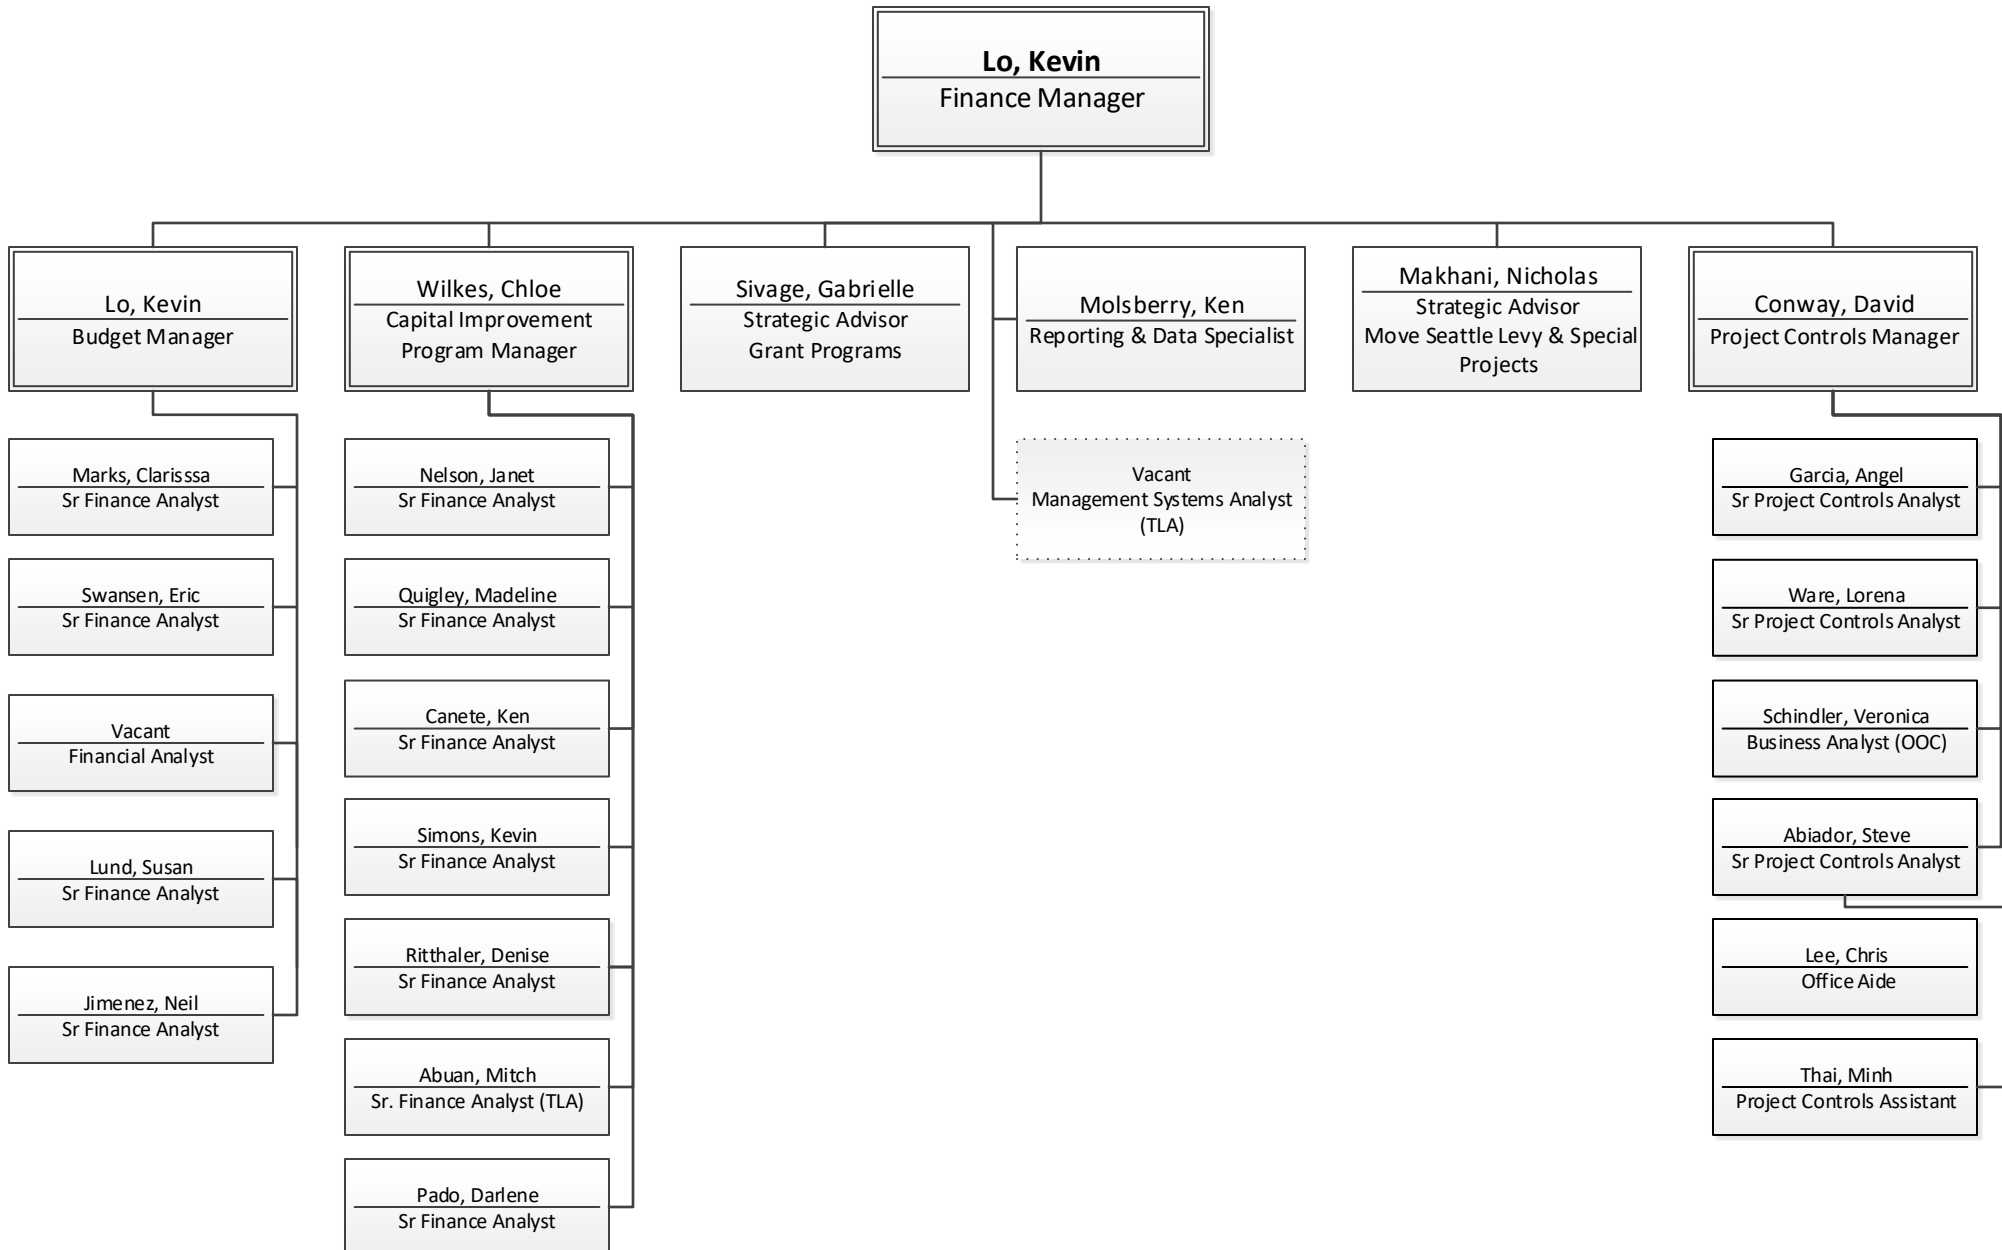 Lo, Kevin
Finance Manager
Lo, Kevin
Budget Manager
Wilkes, Chloe
Capital Improvement
Program Manager
Sivage, Gabrielle
Strategic Advisor
Grant Programs
Molsberry, Ken
Reporting & Data Specialist
Makhani, Nicholas
Strategic Advisor
Move Seattle Levy & Special
Projects
Conway, David
Project Controls Manager
Marks, Clarisssa
Sr Finance Analyst
Swansen, Eric
Sr Finance Analyst
Vacant
Financial Analyst
Lund, Susan
Sr Finance Analyst
Jimenez, Neil
Sr Finance Analyst
Nelson, Janet
Sr Finance Analyst
Quigley, Madeline
Sr Finance Analyst
Canete, Ken
Sr Finance Analyst
Simons, Kevin
Sr Finance Analyst
Ritthaler, Denise
Sr Finance Analyst
Abuan, Mitch
Sr. Finance Analyst (TLA)
Pado, Darlene
Sr Finance Analyst
Vacant
Management Systems Analyst
(TLA)
Garcia, Angel
Sr Project Controls Analyst
Ware, Lorena
Sr Project Controls Analyst
Schindler, Veronica
Business Analyst (OOC)
Abiador, Steve
Sr Project Controls Analyst
Lee, Chris
Office Aide
Thai, Minh
Project Controls Assistant